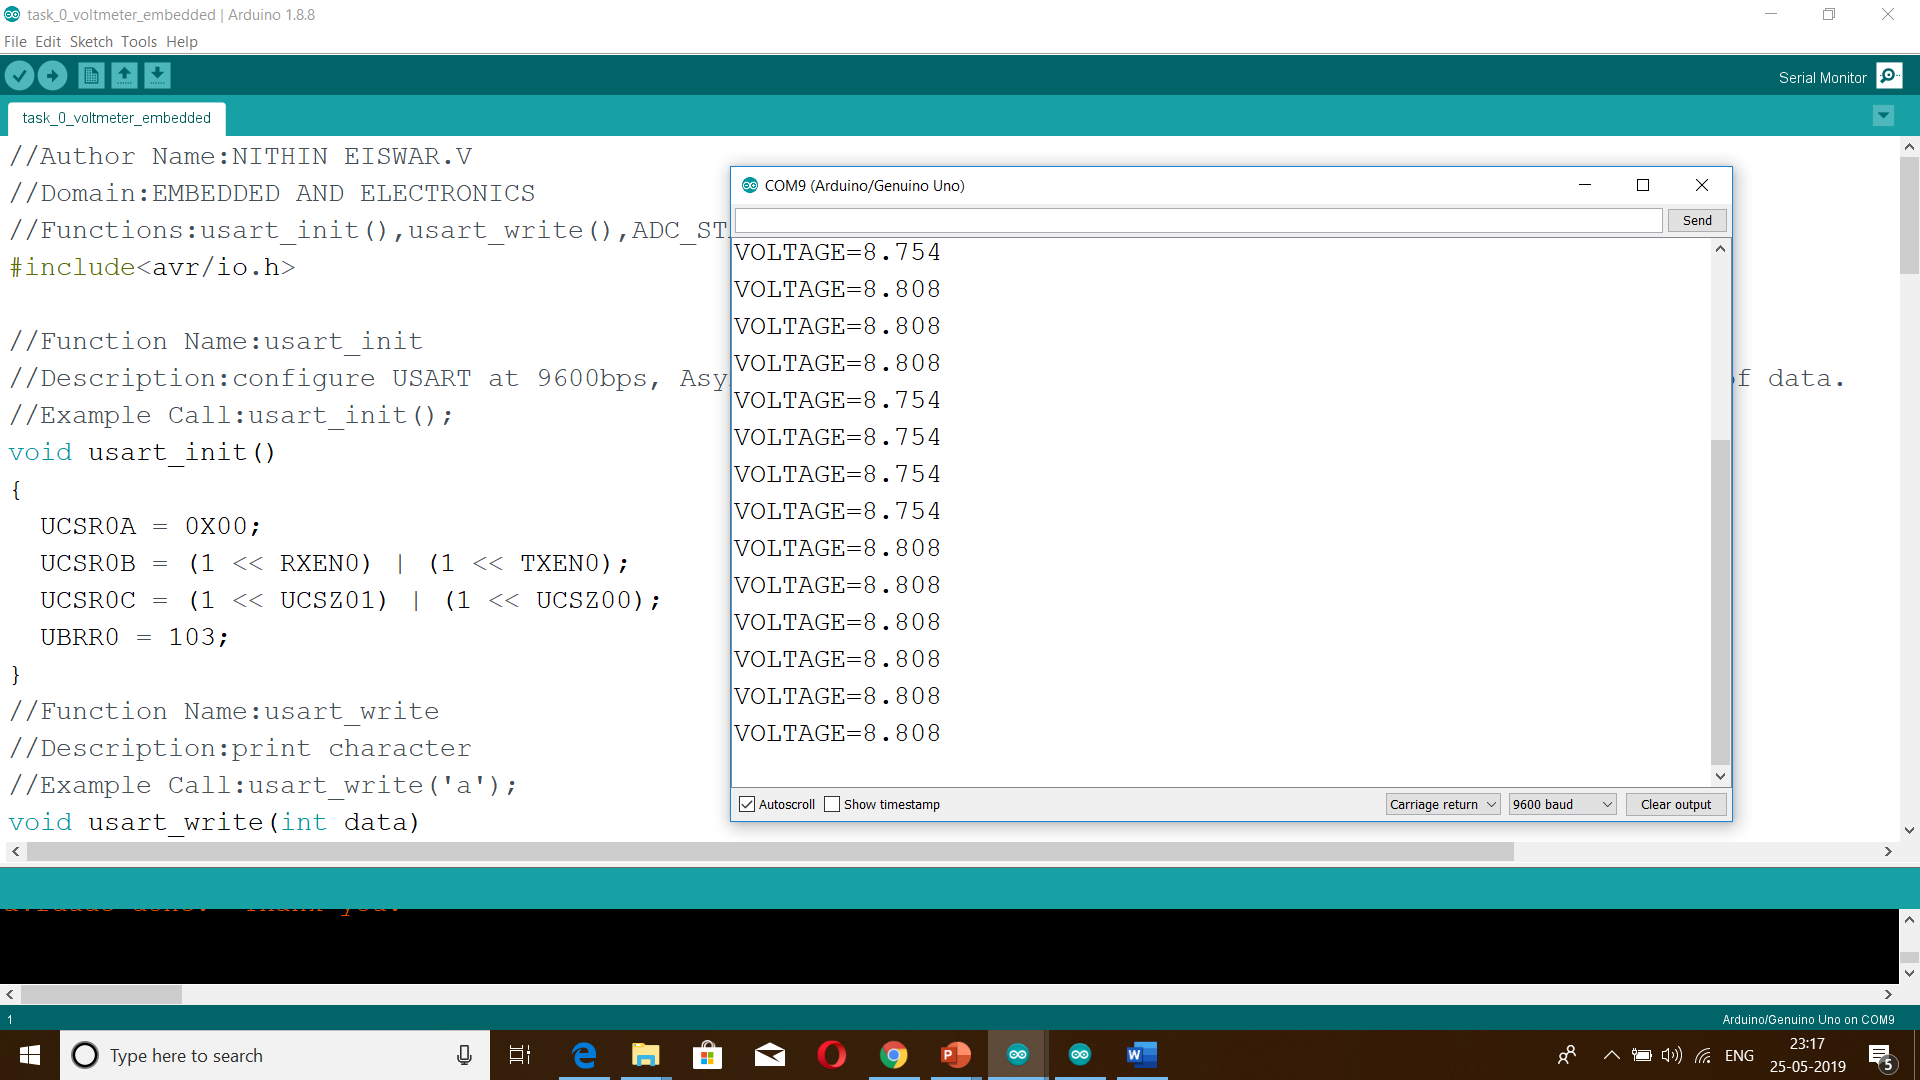 task_0_voltmeter_embedded | Arduino 1.8.8
File Edit Sketch Tools Help
Serial Monitor
task_0_voltmeter_embedded
//Author Name:NITHIN EISWAR.V
//Domain:EMBEDDED AND ELECTRONICS
//Functions:usart_init(),usart_write(),ADC_ST
#include<avr/io.h>
//Function Name:usart_init
//Description:configure USART at 9600bps, Asy
f data.
//Example Call:usart_init();
void usart_init()
{
UCSR0A = 0X00;
UCSR0B = (1 << RXEN0) | (1 << TXEN0);
UCSR0C = (1 << UCSZ01) | (1 << UCSZ00);
UBRR0 = 103;
}
//Function Name:usart_write
//Description:print character
//Example Call:usart_write('a');
void usart_write(int data)
COM9 (Arduino/Genuino Uno)
Send
VOLTAGE=8.754
VOLTAGE=8.808
VOLTAGE=8.808
VOLTAGE=8.808
VOLTAGE=8.754
VOLTAGE=8.754
VOLTAGE=8.754
VOLTAGE=8.754
VOLTAGE=8.808
VOLTAGE=8.808
VOLTAGE=8.808
VOLTAGE=8.808
VOLTAGE=8.808
VOLTAGE=8.808
Autoscroll Show timestamp Carriage return 9600 baud Clear output
1
Arduino/Genuino Uno on COM9
Type here to search
ENG
23:17
25-05-2019
5